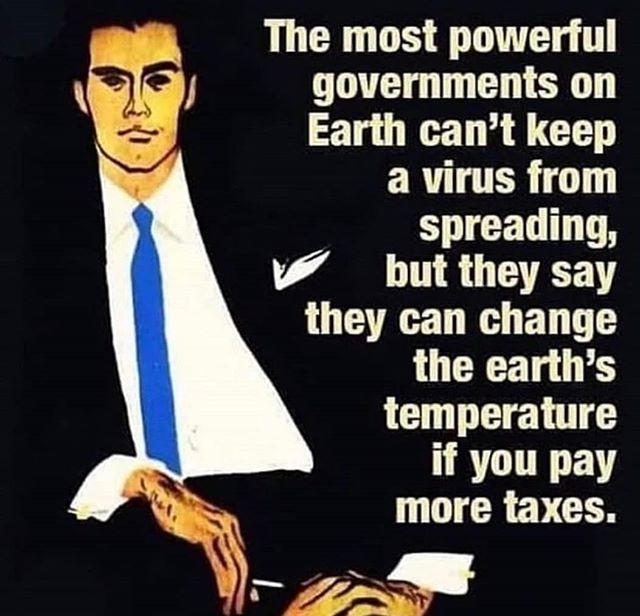 The most powerful
governments on
Earth can't keep
a virus from
spreading,
but they say
they can change
the earth's
temperature
if you pay
more taxes.